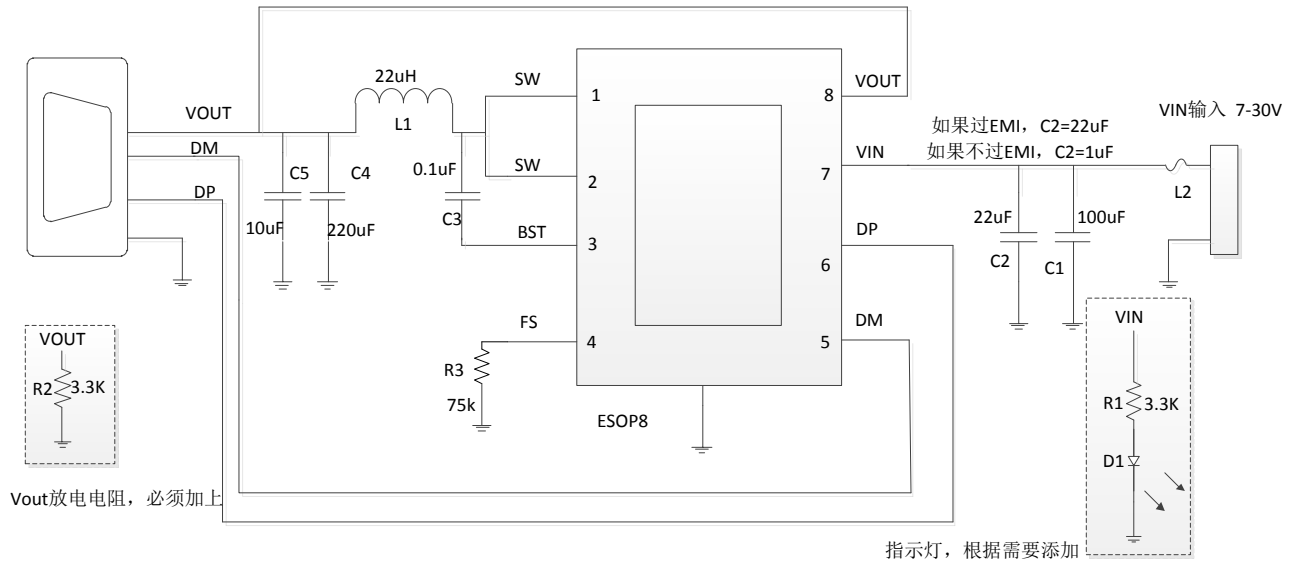 22uH
L1
SW
1
8
VOUT
VOUT
DM
DP
C5
10uF
C4
220uF
0.1uF
C3
SW
2
BST
3
FS
4
R3
75k
ESOP8
VIN
7
DP
6
DM
5
VIN输入 7-30V
如果过EMI，C2=22uF
如果不过EMI，C2=1uF
L2
22uF
C2
100uF
C1
VOUT
R2
3.3K
Vout放电电阻，必须加上
VIN
R1
3.3K
D1
指示灯，根据需要添加